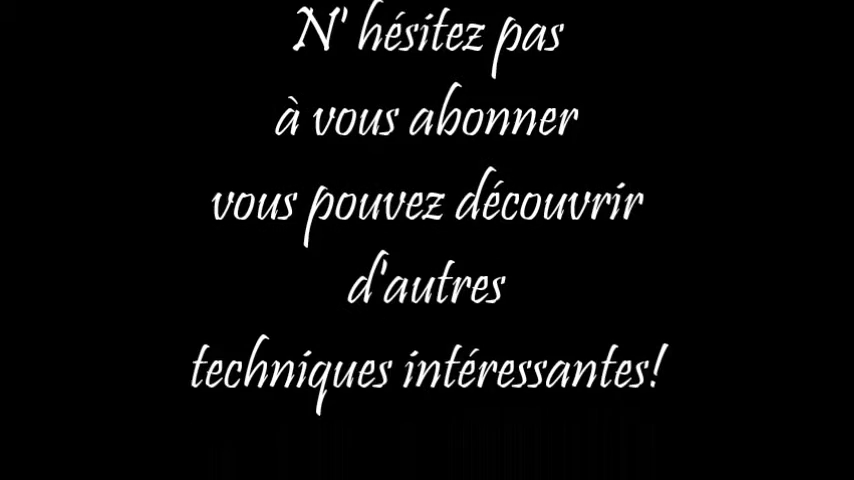 N' hésitez pas
à vous abonner
vous pouvez découvrir
d'autres
techniques intéressantes!